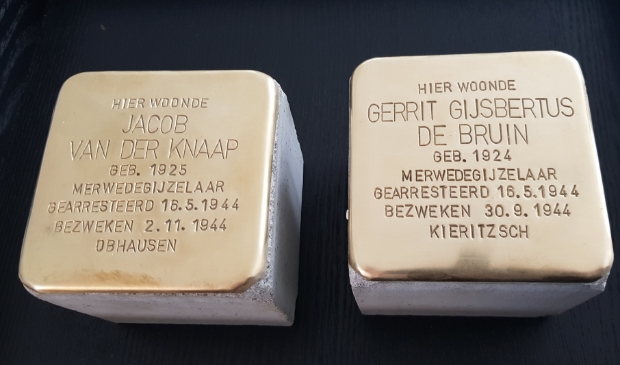 HIER WOONDE
JACOB
VAN DER KNAAP
GEB. 1925
MERWEDEGIJZELAAR
GEARRESTEERD 16.5.1944
BEZWEKEN 2.11.1944
OBHAUSEN
HIER WOONDE
GERRIT GIJSBERTUS
DE BRUIN
GEB. 1924
MERWEDEGIJZELAAR
GEARRESTEERD 16.5.1944
BEZWEKEN 30.9.1944
KIERITZSCH